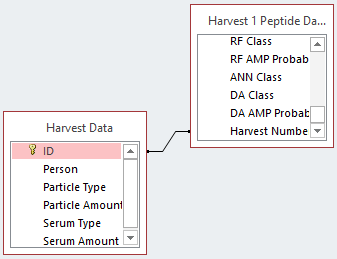 Harvest 1 Peptide Da...
RF Class
RF AMP Probab
ANN Class
DA Class
DA AMP Probab
Harvest Numbe
Harvest Data
ID
Person
Particle Type
Particle Amount
Serum Type
Serum Amount